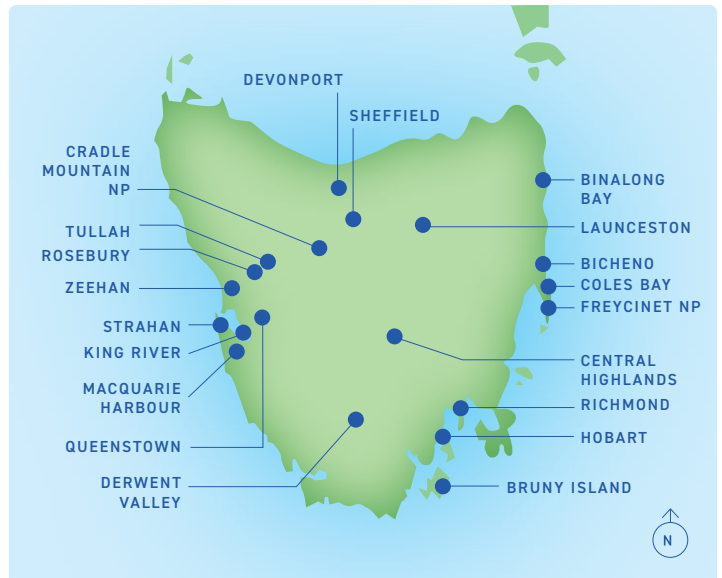 DEVONPORT
SHEFFIELD
CRADLE
MOUNTAIN
NP
TULLAH
ROSEBURY
ZEEHAN
STRAHAN
KING RIVER
MACQUARIE
HARBOUR
QUEENSTOWN
DERWENT
VALLEY
BINALONG
BAY
LAUNCESTON
BICHENO
COLES BAY
FREYCINET NP
CENTRAL
HIGHLANDS
RICHMOND
HOBART
BRUNY ISLAND
N